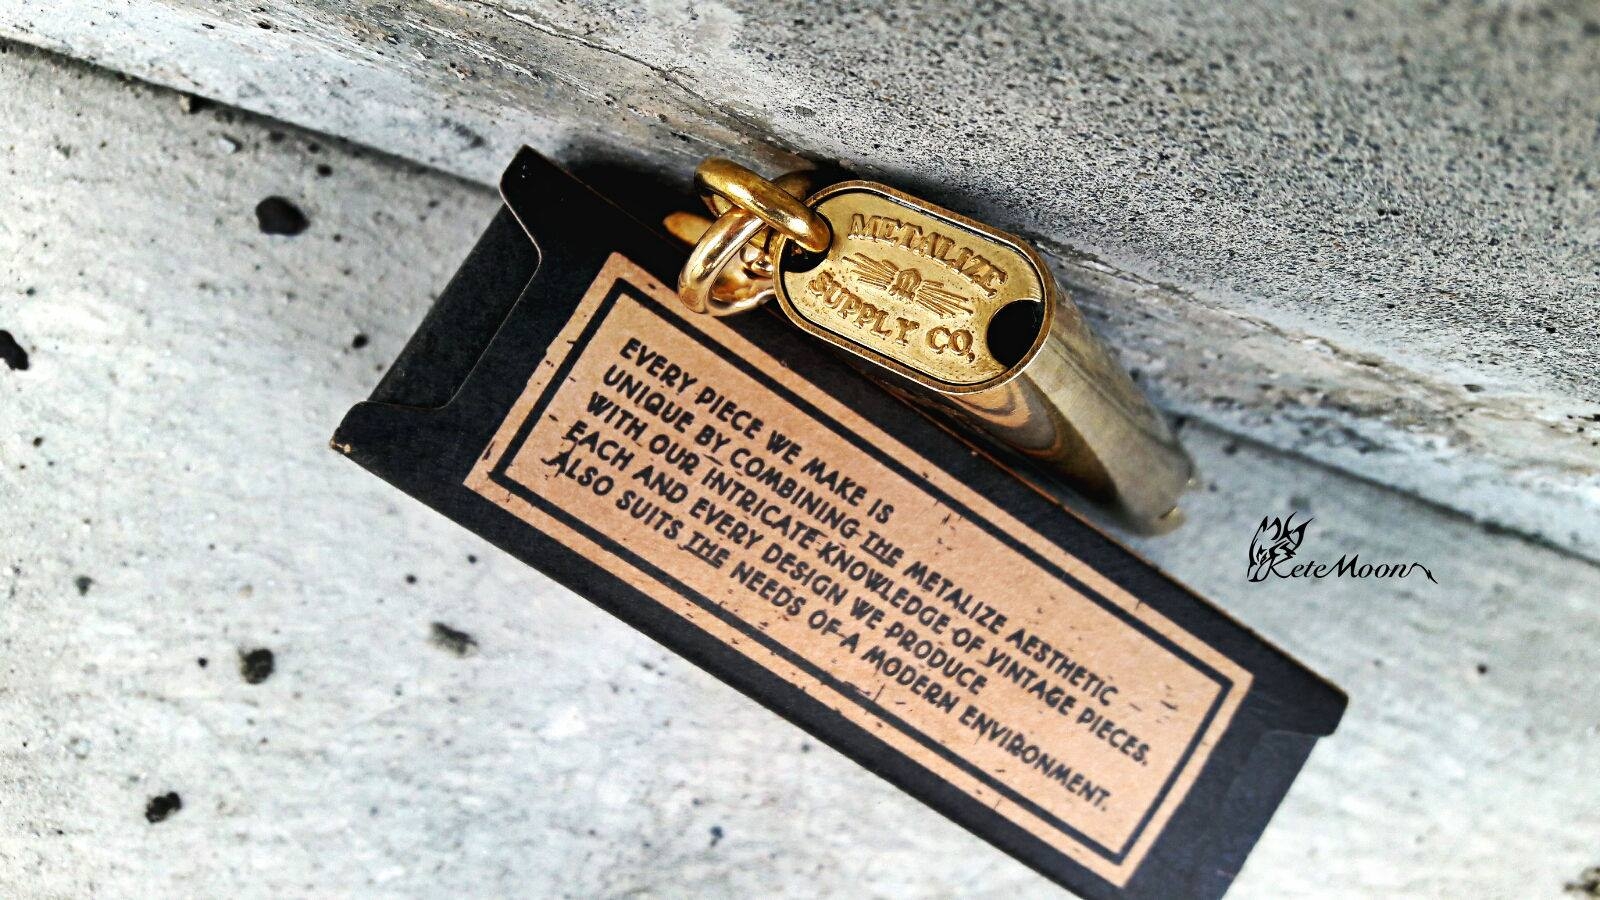 METALIZE
SUPPLY CO.
EVERY PIECE WE MAKE IS
UNIQUE BY COMBINING THE METALIZE AESTHETIC
WITH OUR INTRICATE KNOWLEDGE OF VINTAGE PIECES.
EACH AND EVERY DESIGN WE PRODUCE
ALSO SUITS THE NEEDS OF A MODERN ENVIRONMENT.
KeteMoon